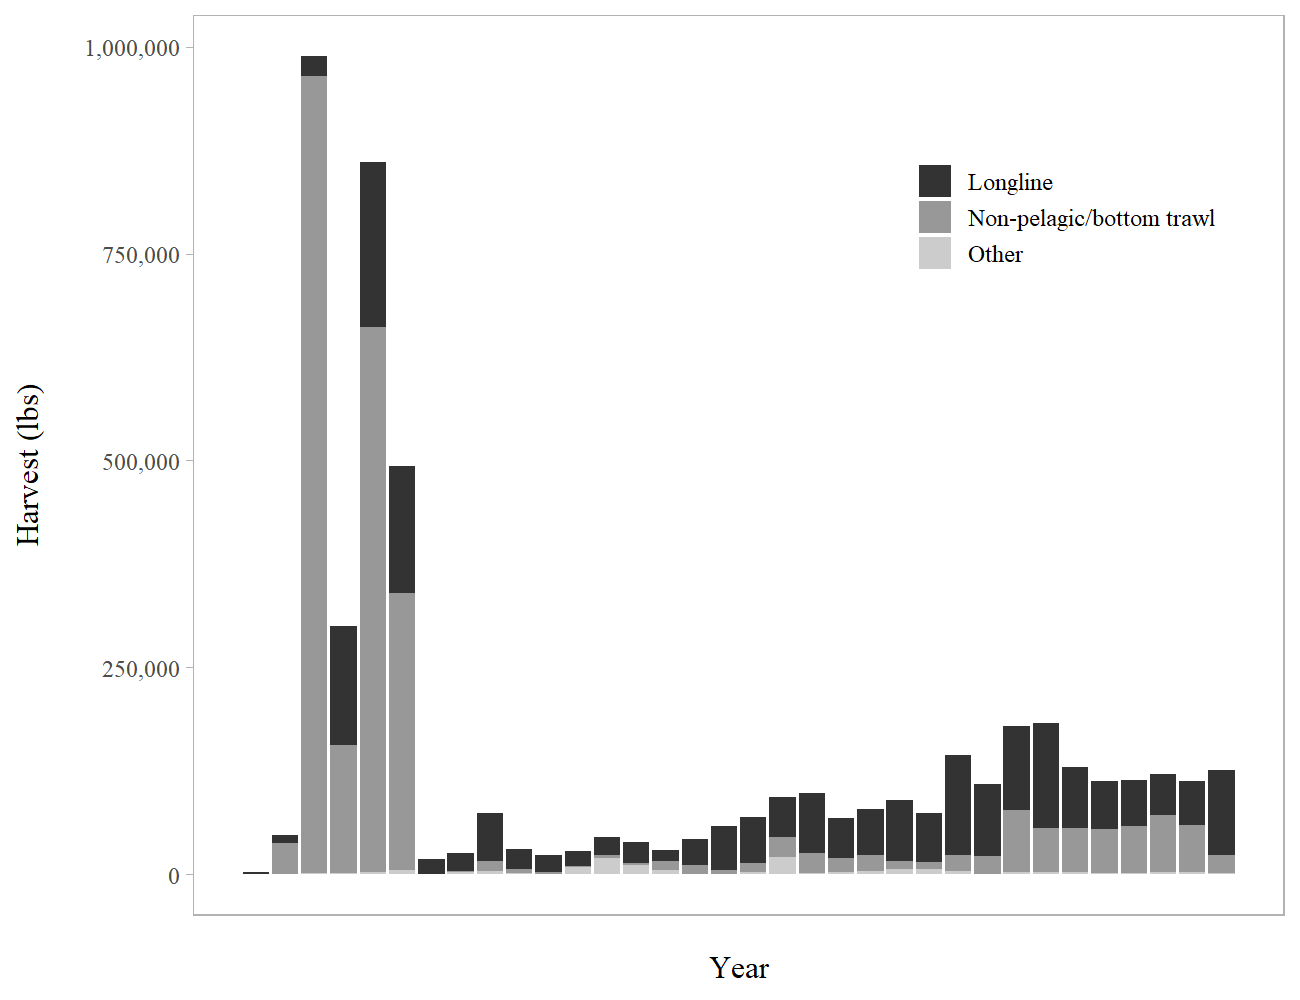 1,000,000
750,000
500,000
250,000
0
Harvest (lbs)
Longline
Non-pelagic/bottom trawl
Other
Year